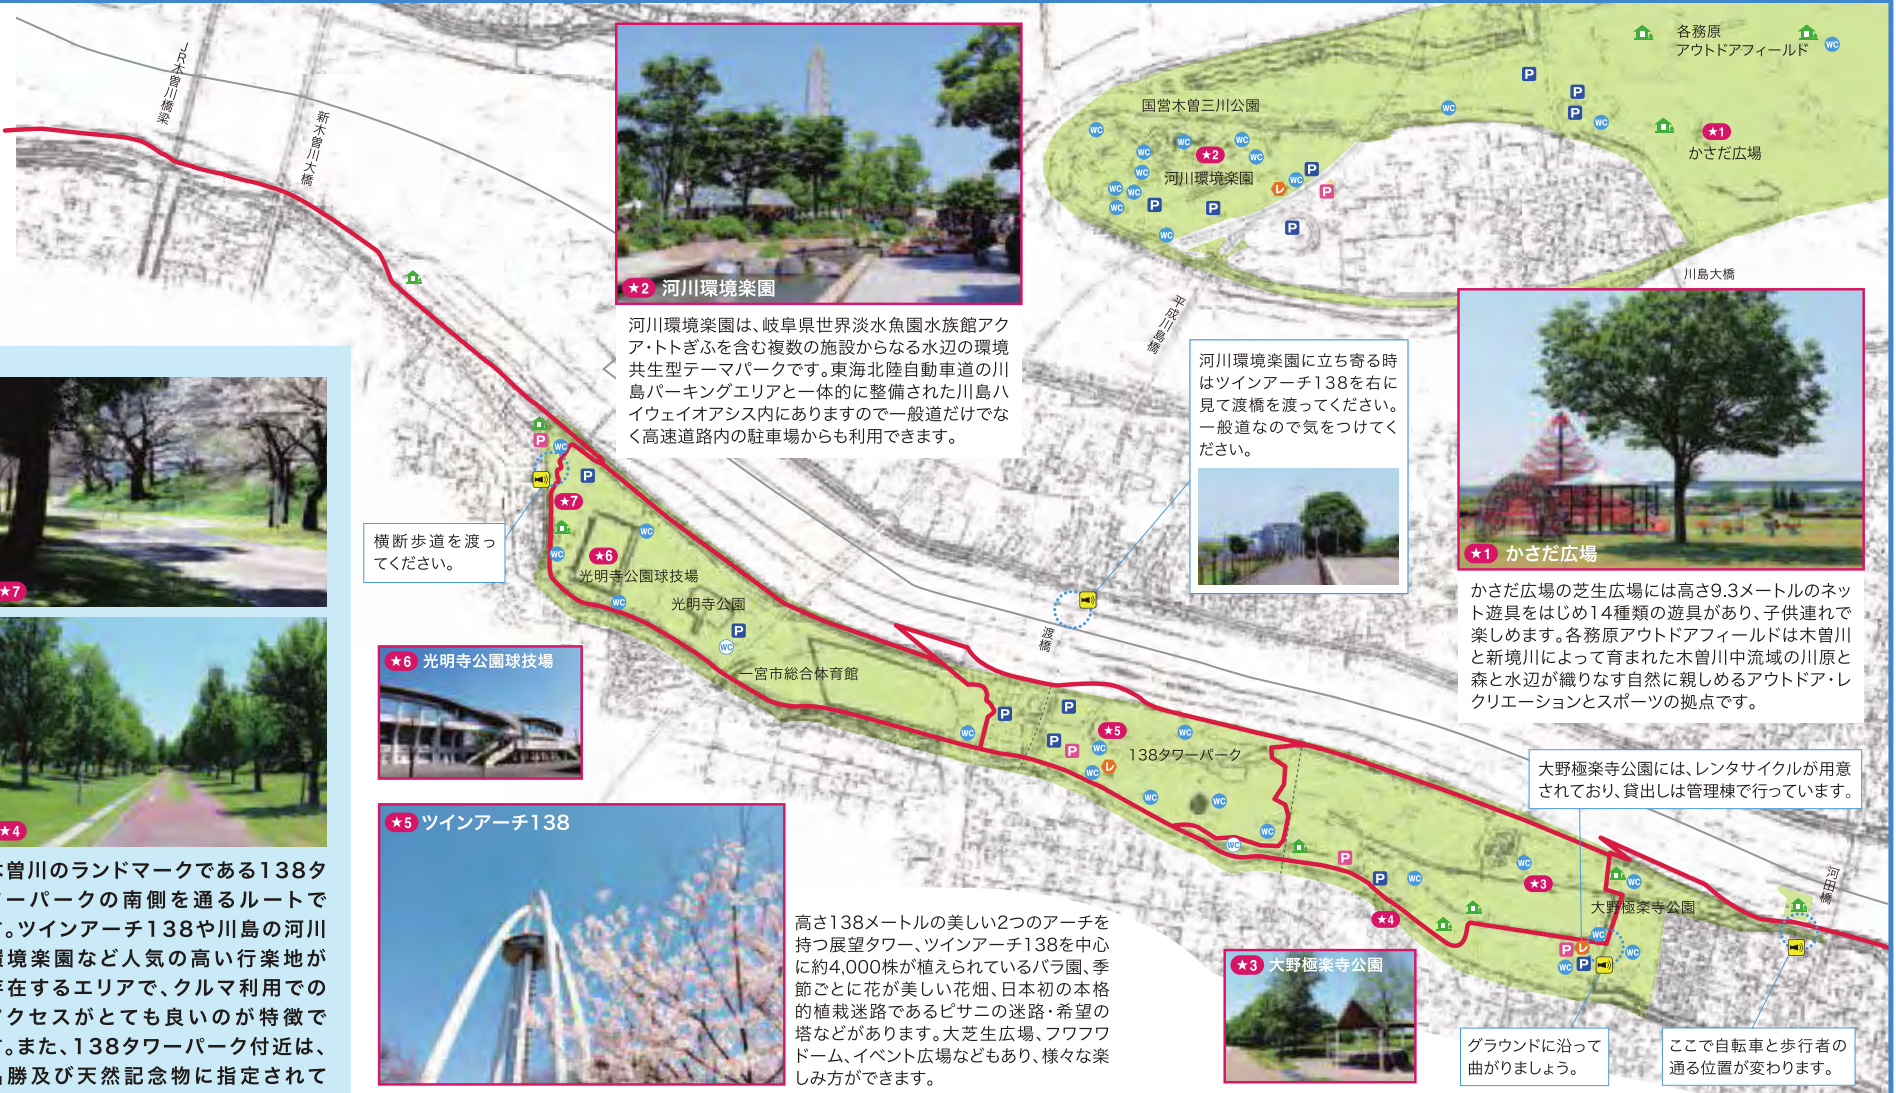 JR木曽川橋梁
新木曽川大橋
★2 河川環境楽園
河川環境楽園は、岐阜県世界淡水魚園水族館アク
ア・トトぎふを含む複数の施設からなる水辺の環境
共生型テーマパークです。東海北陸自動車道の川
島パーキングエリアと一体的に整備された川島ハ
イウェイオアシス内にありますので一般道だけでな
く高速道路内の駐車場からも利用できます。
各務原
アウトドアフィールド
国営木曽三川公園
★2
河川環境楽園
★1
かさだ広場
川島大橋
平成川島橋
河川環境楽園に立ち寄る時
はツインアーチ138を右に
見て渡橋を渡ってください。
一般道なので気をつけてく
ださい。
★1 かさだ広場
かさだ広場の芝生広場には高さ9.3メートルのネッ
ト遊具をはじめ14種類の遊具があり、子供連れで
楽しめます。各務原アウトドアフィールドは木曽川
と新境川によって育まれた木曽川中流域の川原と
森と水辺が織りなす自然に親しめるアウトドア・レ
クリエーションとスポーツの拠点です。
横断歩道を渡っ
てください。
★7
★6
光明寺公園球技場
光明寺公園
一宮市総合体育館
渡橋
★5
138タワーパーク
★3
★4
大野極楽寺公園
河田橋
大野極楽寺公園には、レンタサイクルが用意
されており、貸出しは管理棟で行っています。
★7
★4
★6 光明寺公園球技場
★5 ツインアーチ138
高さ138メートルの美しい2つのアーチを
持つ展望タワー、ツインアーチ138を中心
に約4,000株が植えられているバラ園、季
節ごとに花が美しい花畑、日本初の本格
的植栽迷路であるピサニの迷路・希望の
塔などがあります。大芝生広場、フワフワ
ドーム、イベント広場などもあり、様々な楽
しみ方ができます。
★3 大野極楽寺公園
グラウンドに沿って
曲がりましょう。
ここで自転車と歩行者の
通る位置が変わります。
木曽川のランドマークである138タ
ワーパークの南側を通るルートで
す。ツインアーチ138や川島の河川
環境楽園など人気の高い行楽地が
存在するエリアで、クルマ利用での
アクセスがとても良いのが特徴で
す。また、138タワーパーク付近は、
名勝及び天然記念物に指定されて